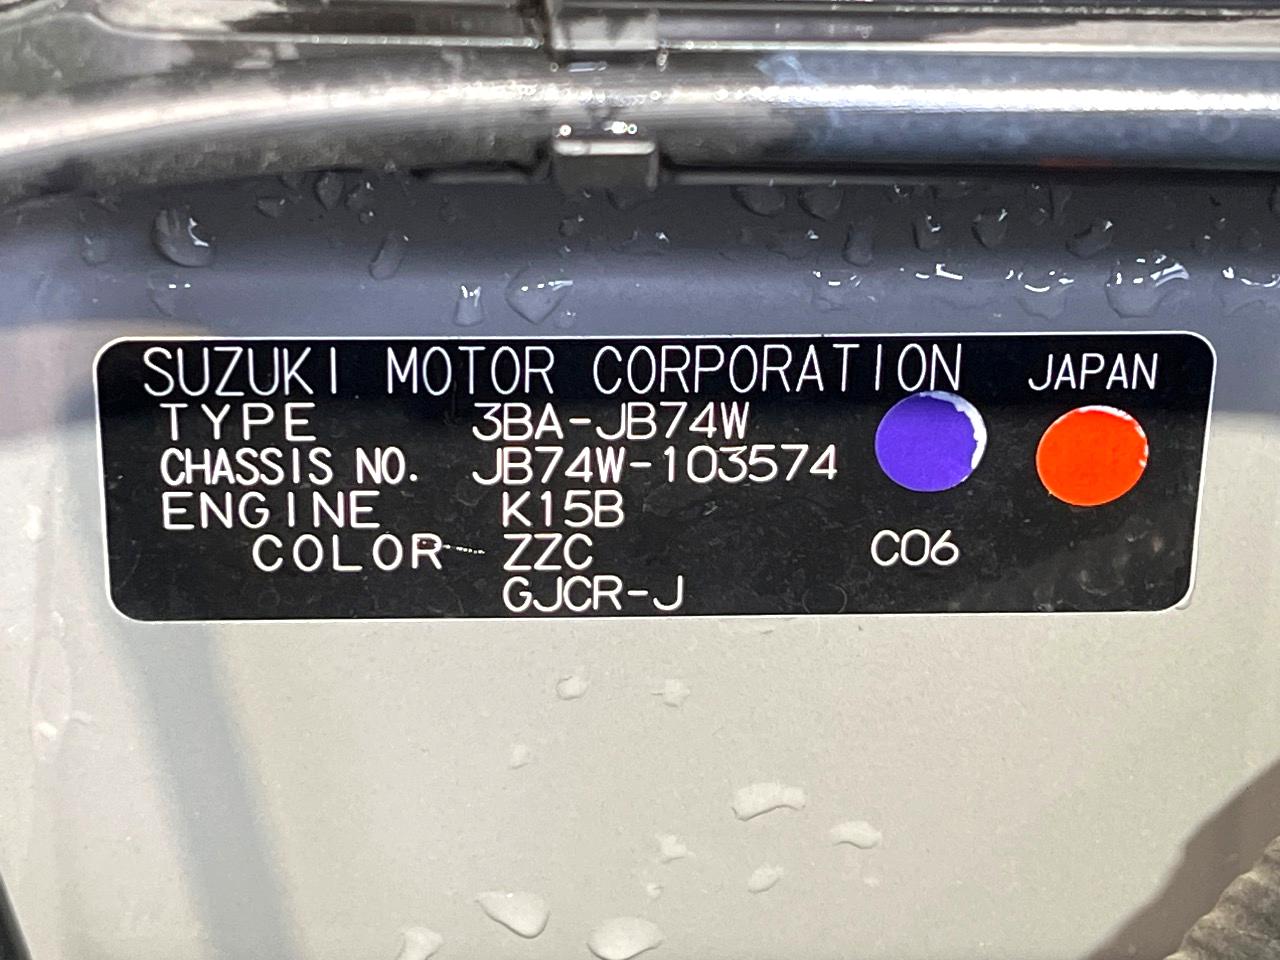 SUZUKI MOTOR CORPORATION JAPAN
TYPE 3BA-JB74W
CHASSIS NO. JB74W-103574
ENGINE K15B
COLOR ZZC C06
GJCR-J